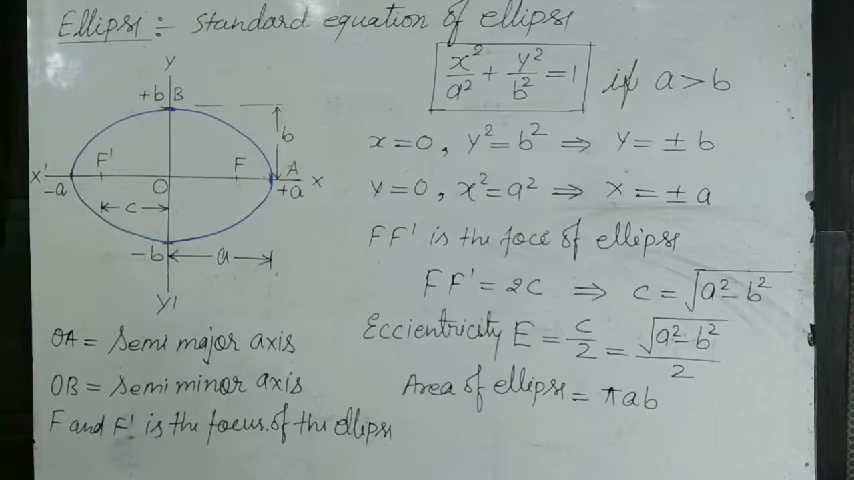 Ellipse :- Standard equation of ellipse
x²/a² + y²/b² = 1 if a > b
x = 0, y² = b² ⇒ y = ± b
y = 0, x² = a² ⇒ x = ± a
FF' is the foce of ellipse
FF' = 2c ⇒ c = √(a² - b²)
Eccientricity E = c/2 = √(a² - b²)/2
Area of ellipse = πab
y
+b B
b
X' F' F A X
-a O +a
c
-b a
y'
OA = Semi major axis
OB = Semi minor axis
F and F' is the focus of the ellipse